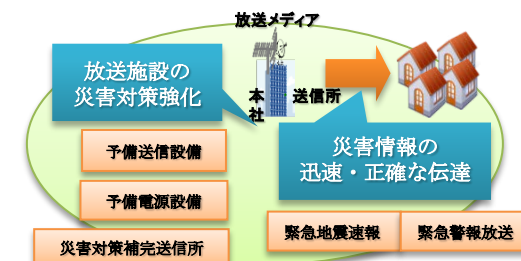 放送メディア
放送施設の
災害対策強化
本
社
送信所
災害情報の
迅速・正確な伝達
予備送信設備
予備電源設備
災害対策補完送信所
緊急地震速報
緊急警報放送